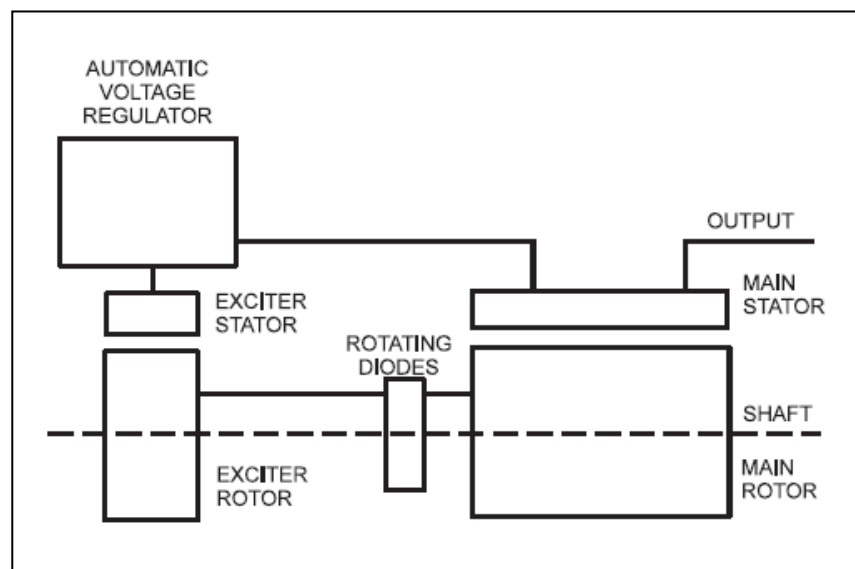 AUTOMATIC
VOLTAGE
REGULATOR
OUTPUT
EXCITER
STATOR
MAIN
STATOR
ROTATING
DIODES
SHAFT
EXCITER
ROTOR
MAIN
ROTOR